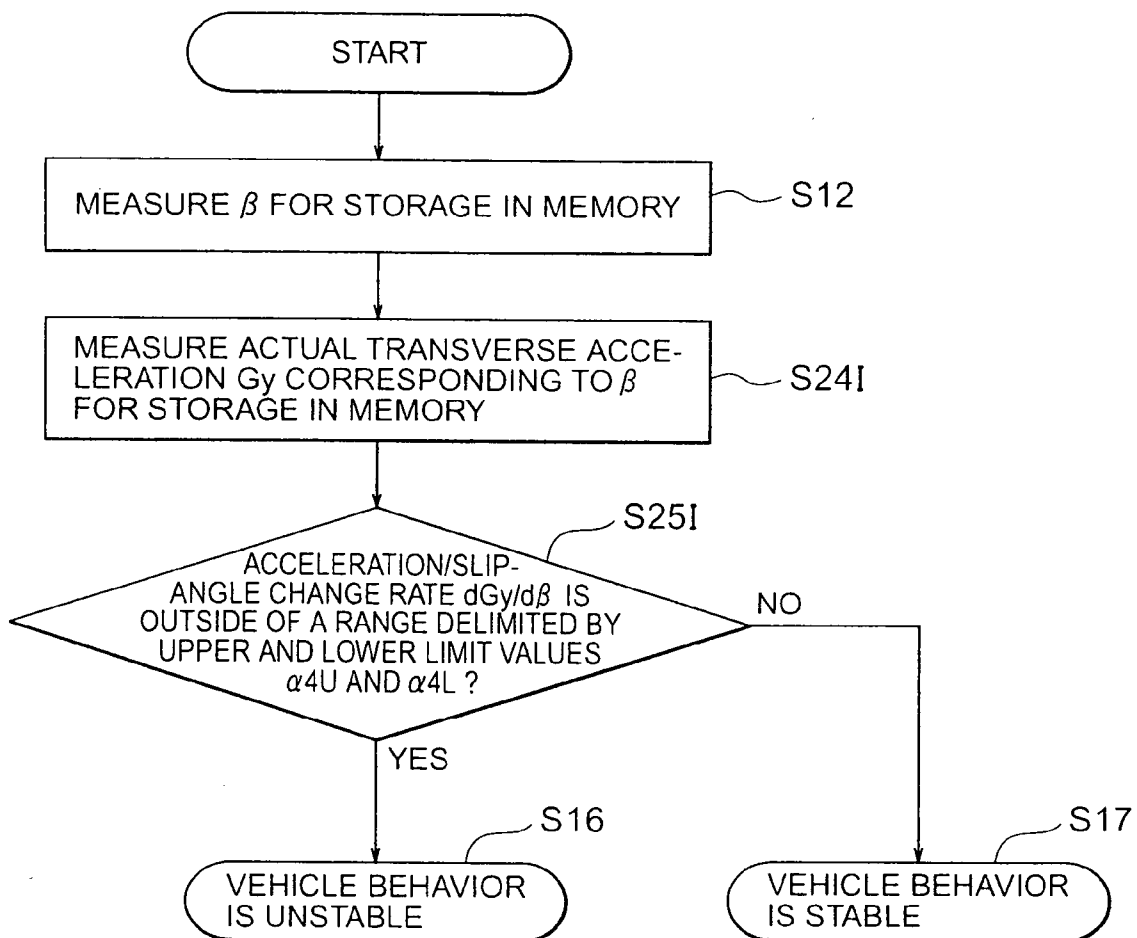 START
MEASURE β FOR STORAGE IN MEMORY
S12
MEASURE ACTUAL TRANSVERSE ACCE-
LERATION Gy CORRESPONDING TO β
FOR STORAGE IN MEMORY
S24I
S25I
ACCELERATION/SLIP-
ANGLE CHANGE RATE dGy/dβ IS
OUTSIDE OF A RANGE DELIMITED BY
UPPER AND LOWER LIMIT VALUES
α4U AND α4L ?
NO
YES
S16
VEHICLE BEHAVIOR
IS UNSTABLE
S17
VEHICLE BEHAVIOR
IS STABLE